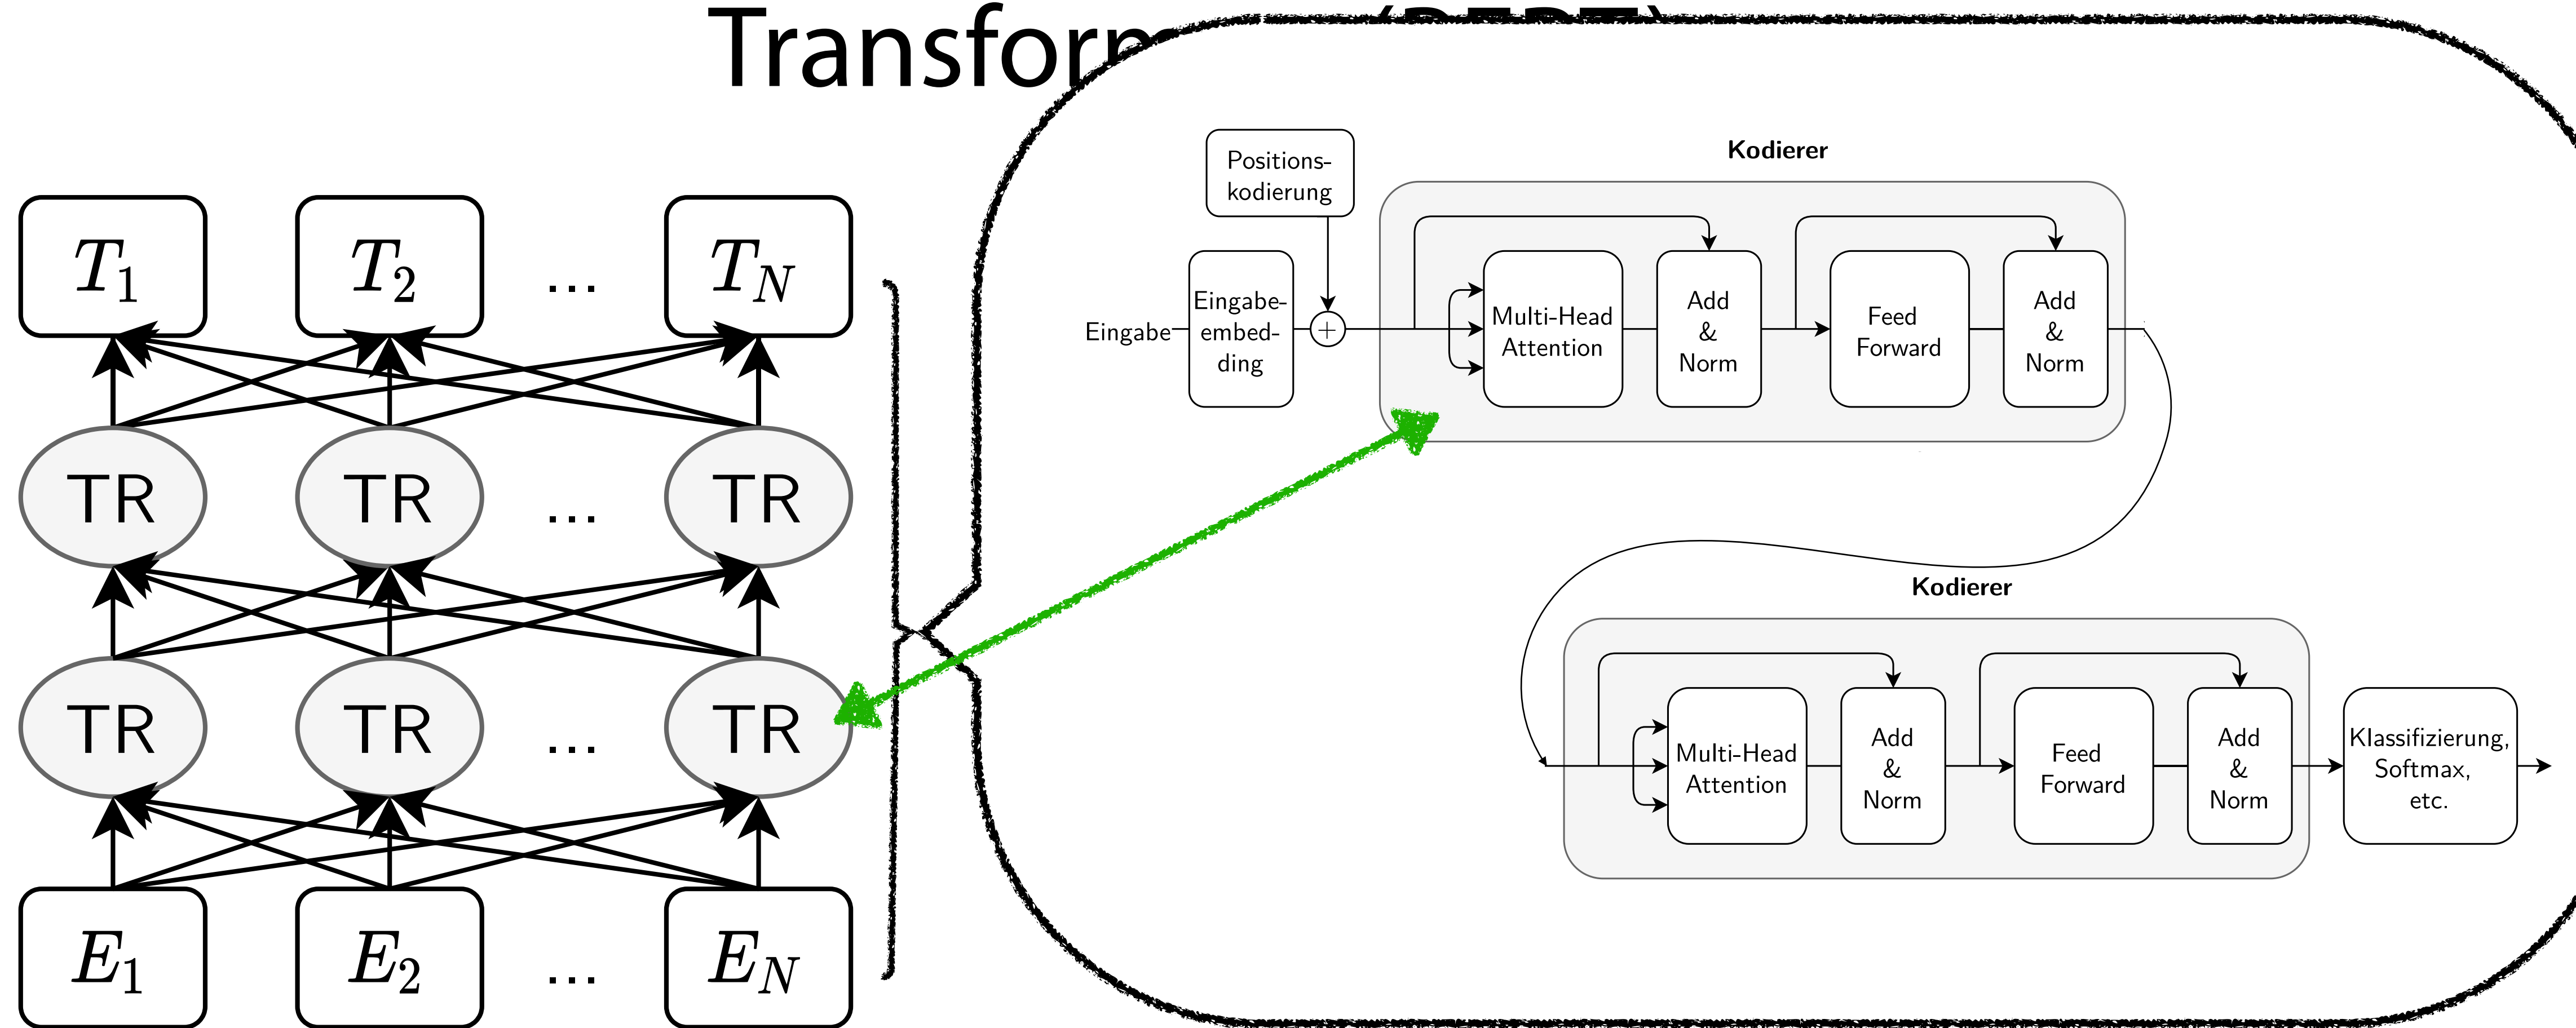 Transform
T1 T2 ... TN
TR TR ... TR
TR TR ... TR
E1 E2 ... EN
Kodierer
Positions-
kodierung
Eingabe
Eingabe-
embed-
ding
+
Multi-Head
Attention
Add
&
Norm
Feed
Forward
Add
&
Norm
Kodierer
Multi-Head
Attention
Add
&
Norm
Feed
Forward
Add
&
Norm
Klassifizierung,
Softmax,
etc.